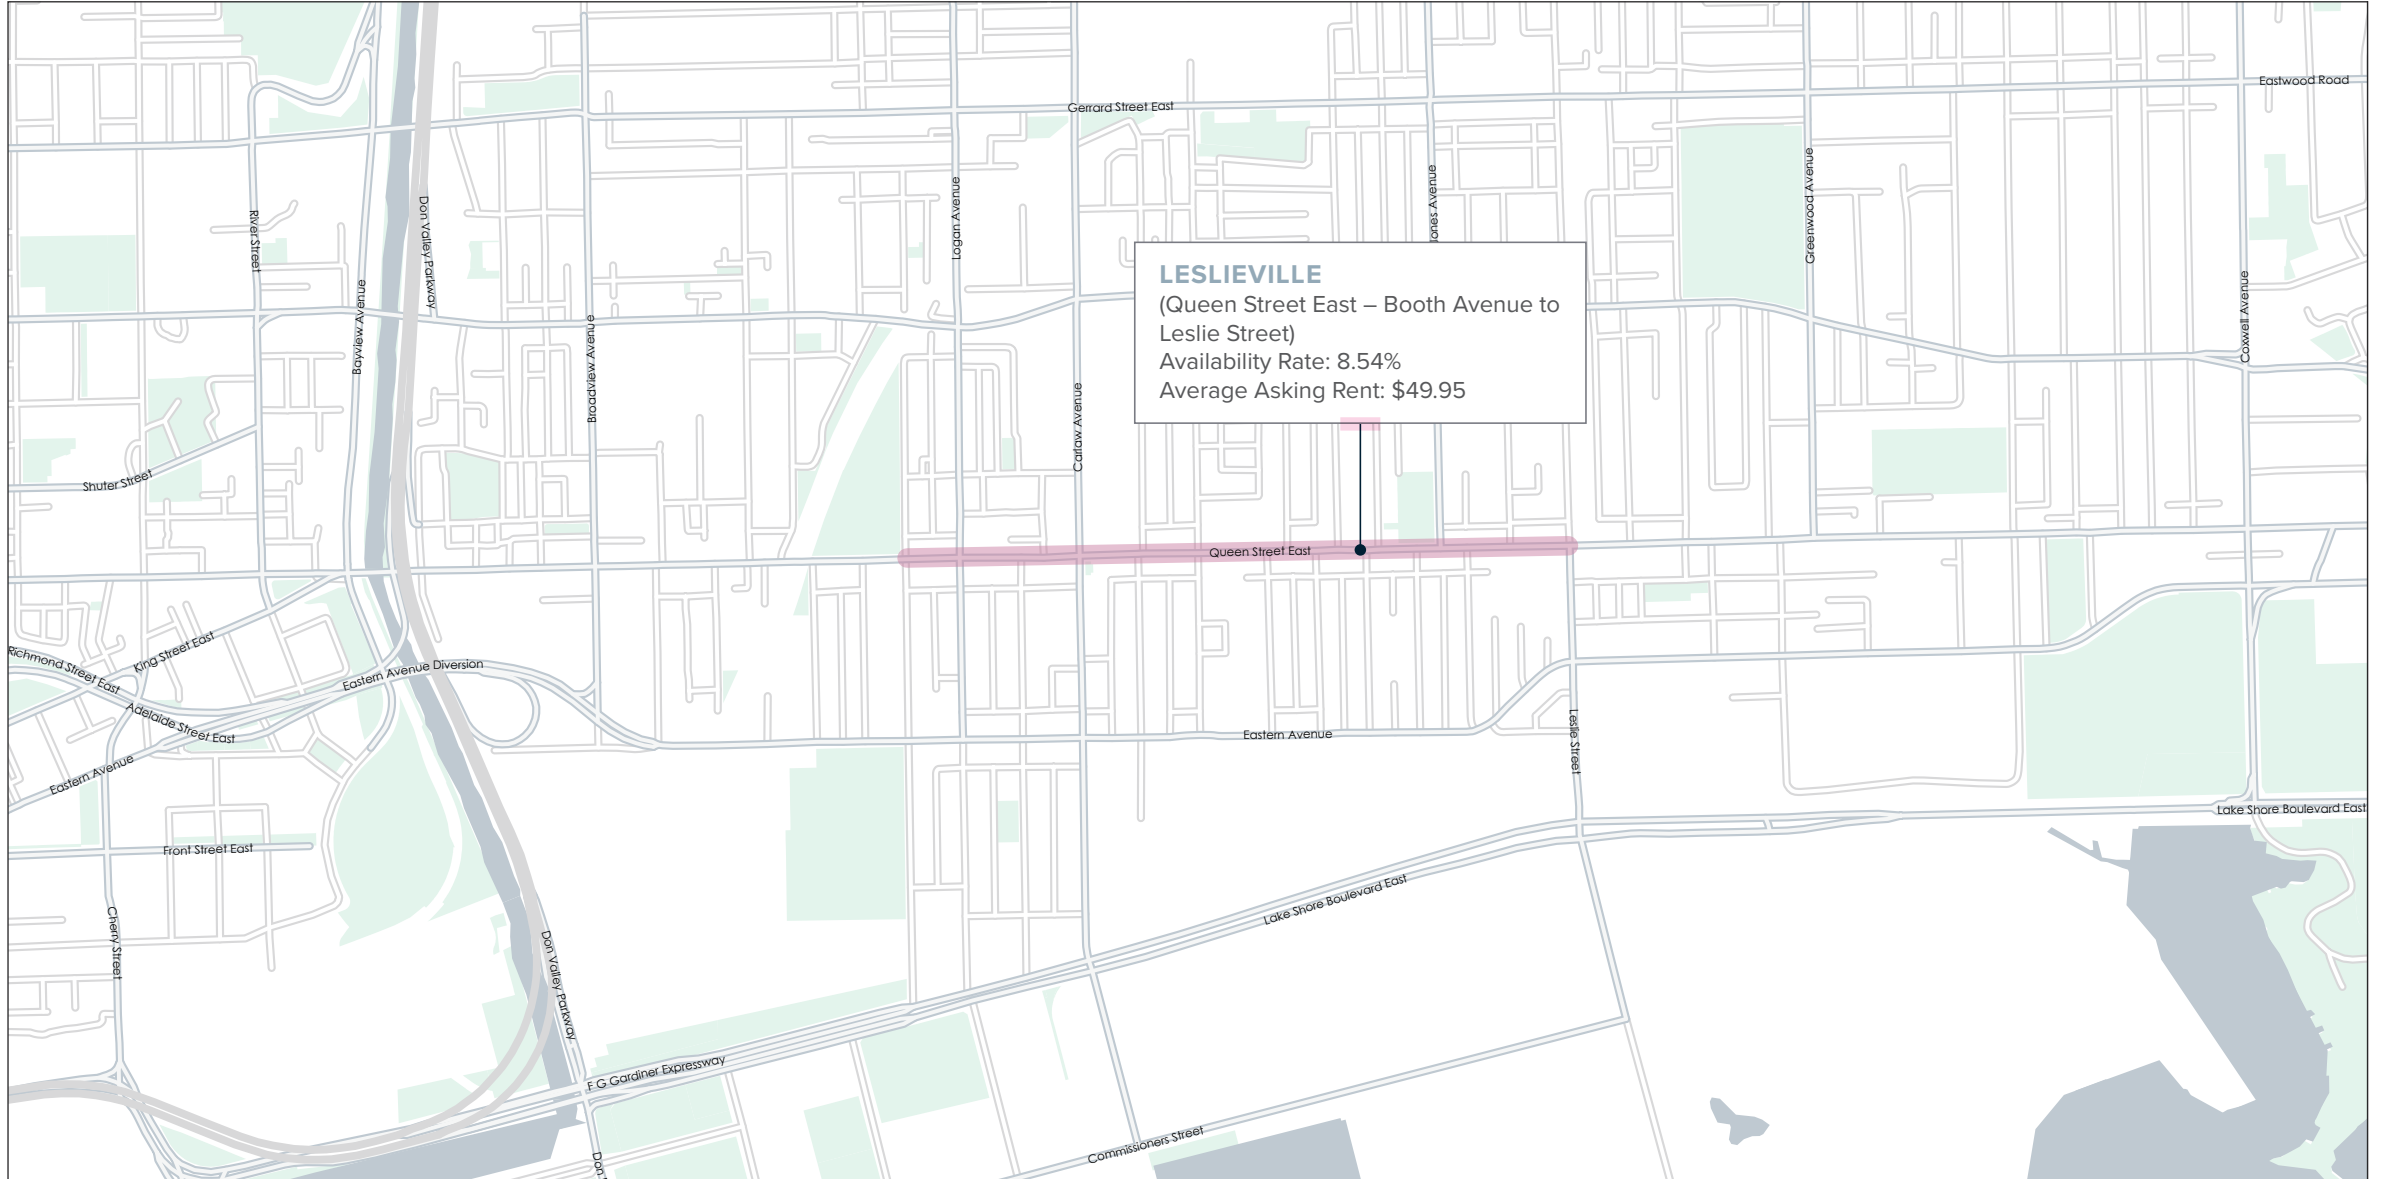 Eastwood Road
Gerrard Street East
River Street
Don Valley Parkway
Logan Avenue
Jones Avenue
Greenwood Avenue
LESLIEVILLE
(Queen Street East – Booth Avenue to
Leslie Street)
Availability Rate: 8.54%
Average Asking Rent: $49.95
Bayview Avenue
Broadview Avenue
Carlaw Avenue
Coxwell Avenue
Shuter Street
Queen Street East
King Street East
Richmond Street East
Eastern Avenue Diversion
Adelaide Street East
Eastern Avenue
Eastern Avenue
Leslie Street
Lake Shore Boulevard East
Front Street East
Lake Shore Boulevard East
Cherry Street
Don Valley Parkway
F G Gardiner Expressway
Commissioners Street
Don